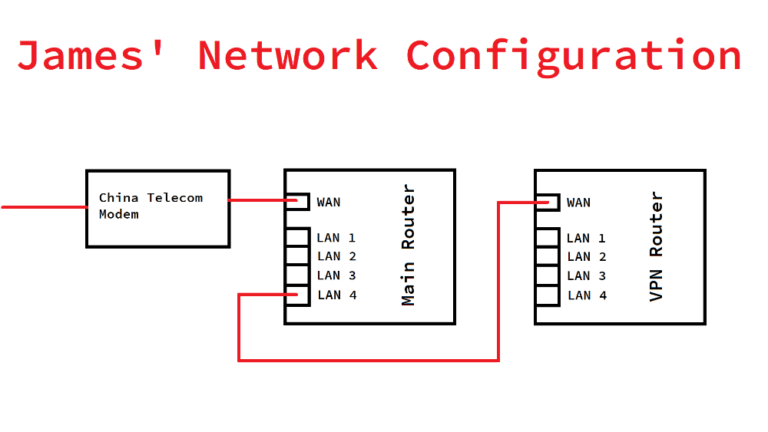 James' Network Configuration
China Telecom
Modem
WAN
LAN 1
LAN 2
LAN 3
LAN 4
Main Router
WAN
LAN 1
LAN 2
LAN 3
LAN 4
VPN Router